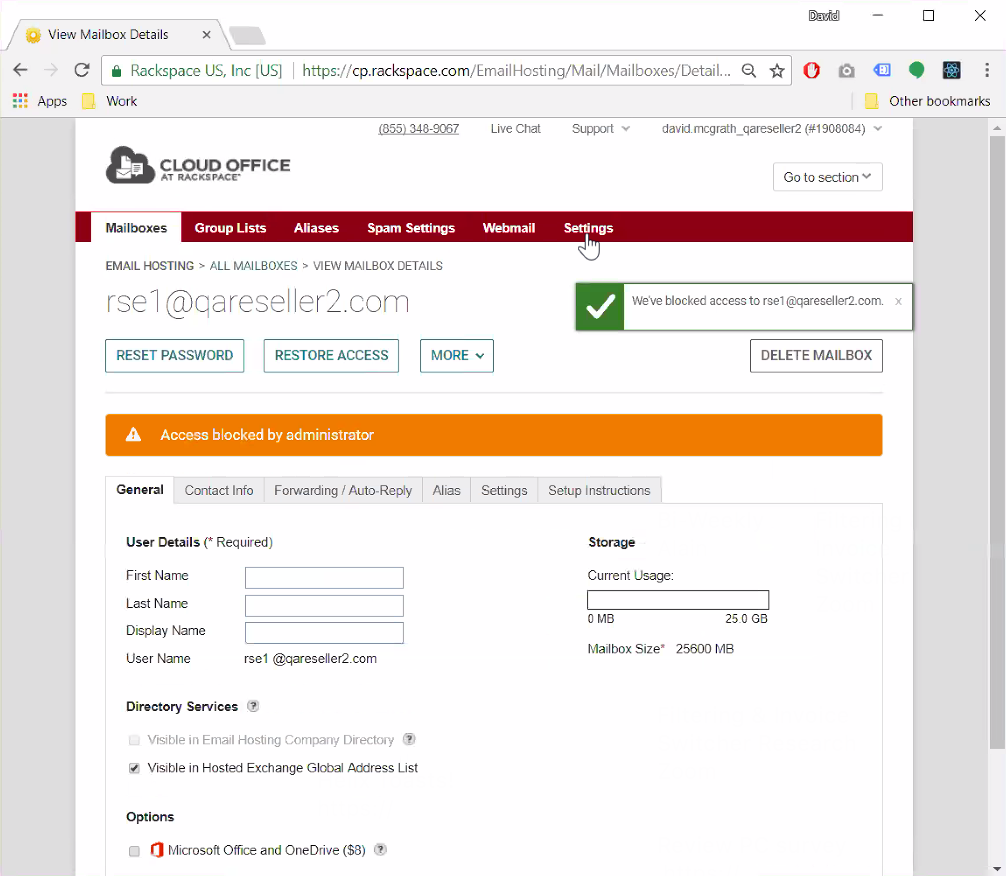 David
View Mailbox Details
Rackspace US, Inc [US] https://cp.rackspace.com/EmailHosting/Mail/Mailboxes/Detail...
Apps Work Other bookmarks
(855) 348-9067 Live Chat Support david.mcgrath_qareseller2 (#1908084)
CLOUD OFFICE
AT RACKSPACE
Go to section
Mailboxes Group Lists Aliases Spam Settings Webmail Settings
EMAIL HOSTING > ALL MAILBOXES > VIEW MAILBOX DETAILS
rse1@qareseller2.com
We've blocked access to rse1@qareseller2.com. x
RESET PASSWORD RESTORE ACCESS MORE DELETE MAILBOX
Access blocked by administrator
General Contact Info Forwarding / Auto-Reply Alias Settings Setup Instructions
User Details (* Required) Storage
First Name Current Usage:
Last Name
0 MB 25.0 GB
Display Name
Mailbox Size* 25600 MB
User Name rse1 @qareseller2.com
Directory Services ?
Visible in Email Hosting Company Directory ?
Visible in Hosted Exchange Global Address List
Options
Microsoft Office and OneDrive ($8) ?